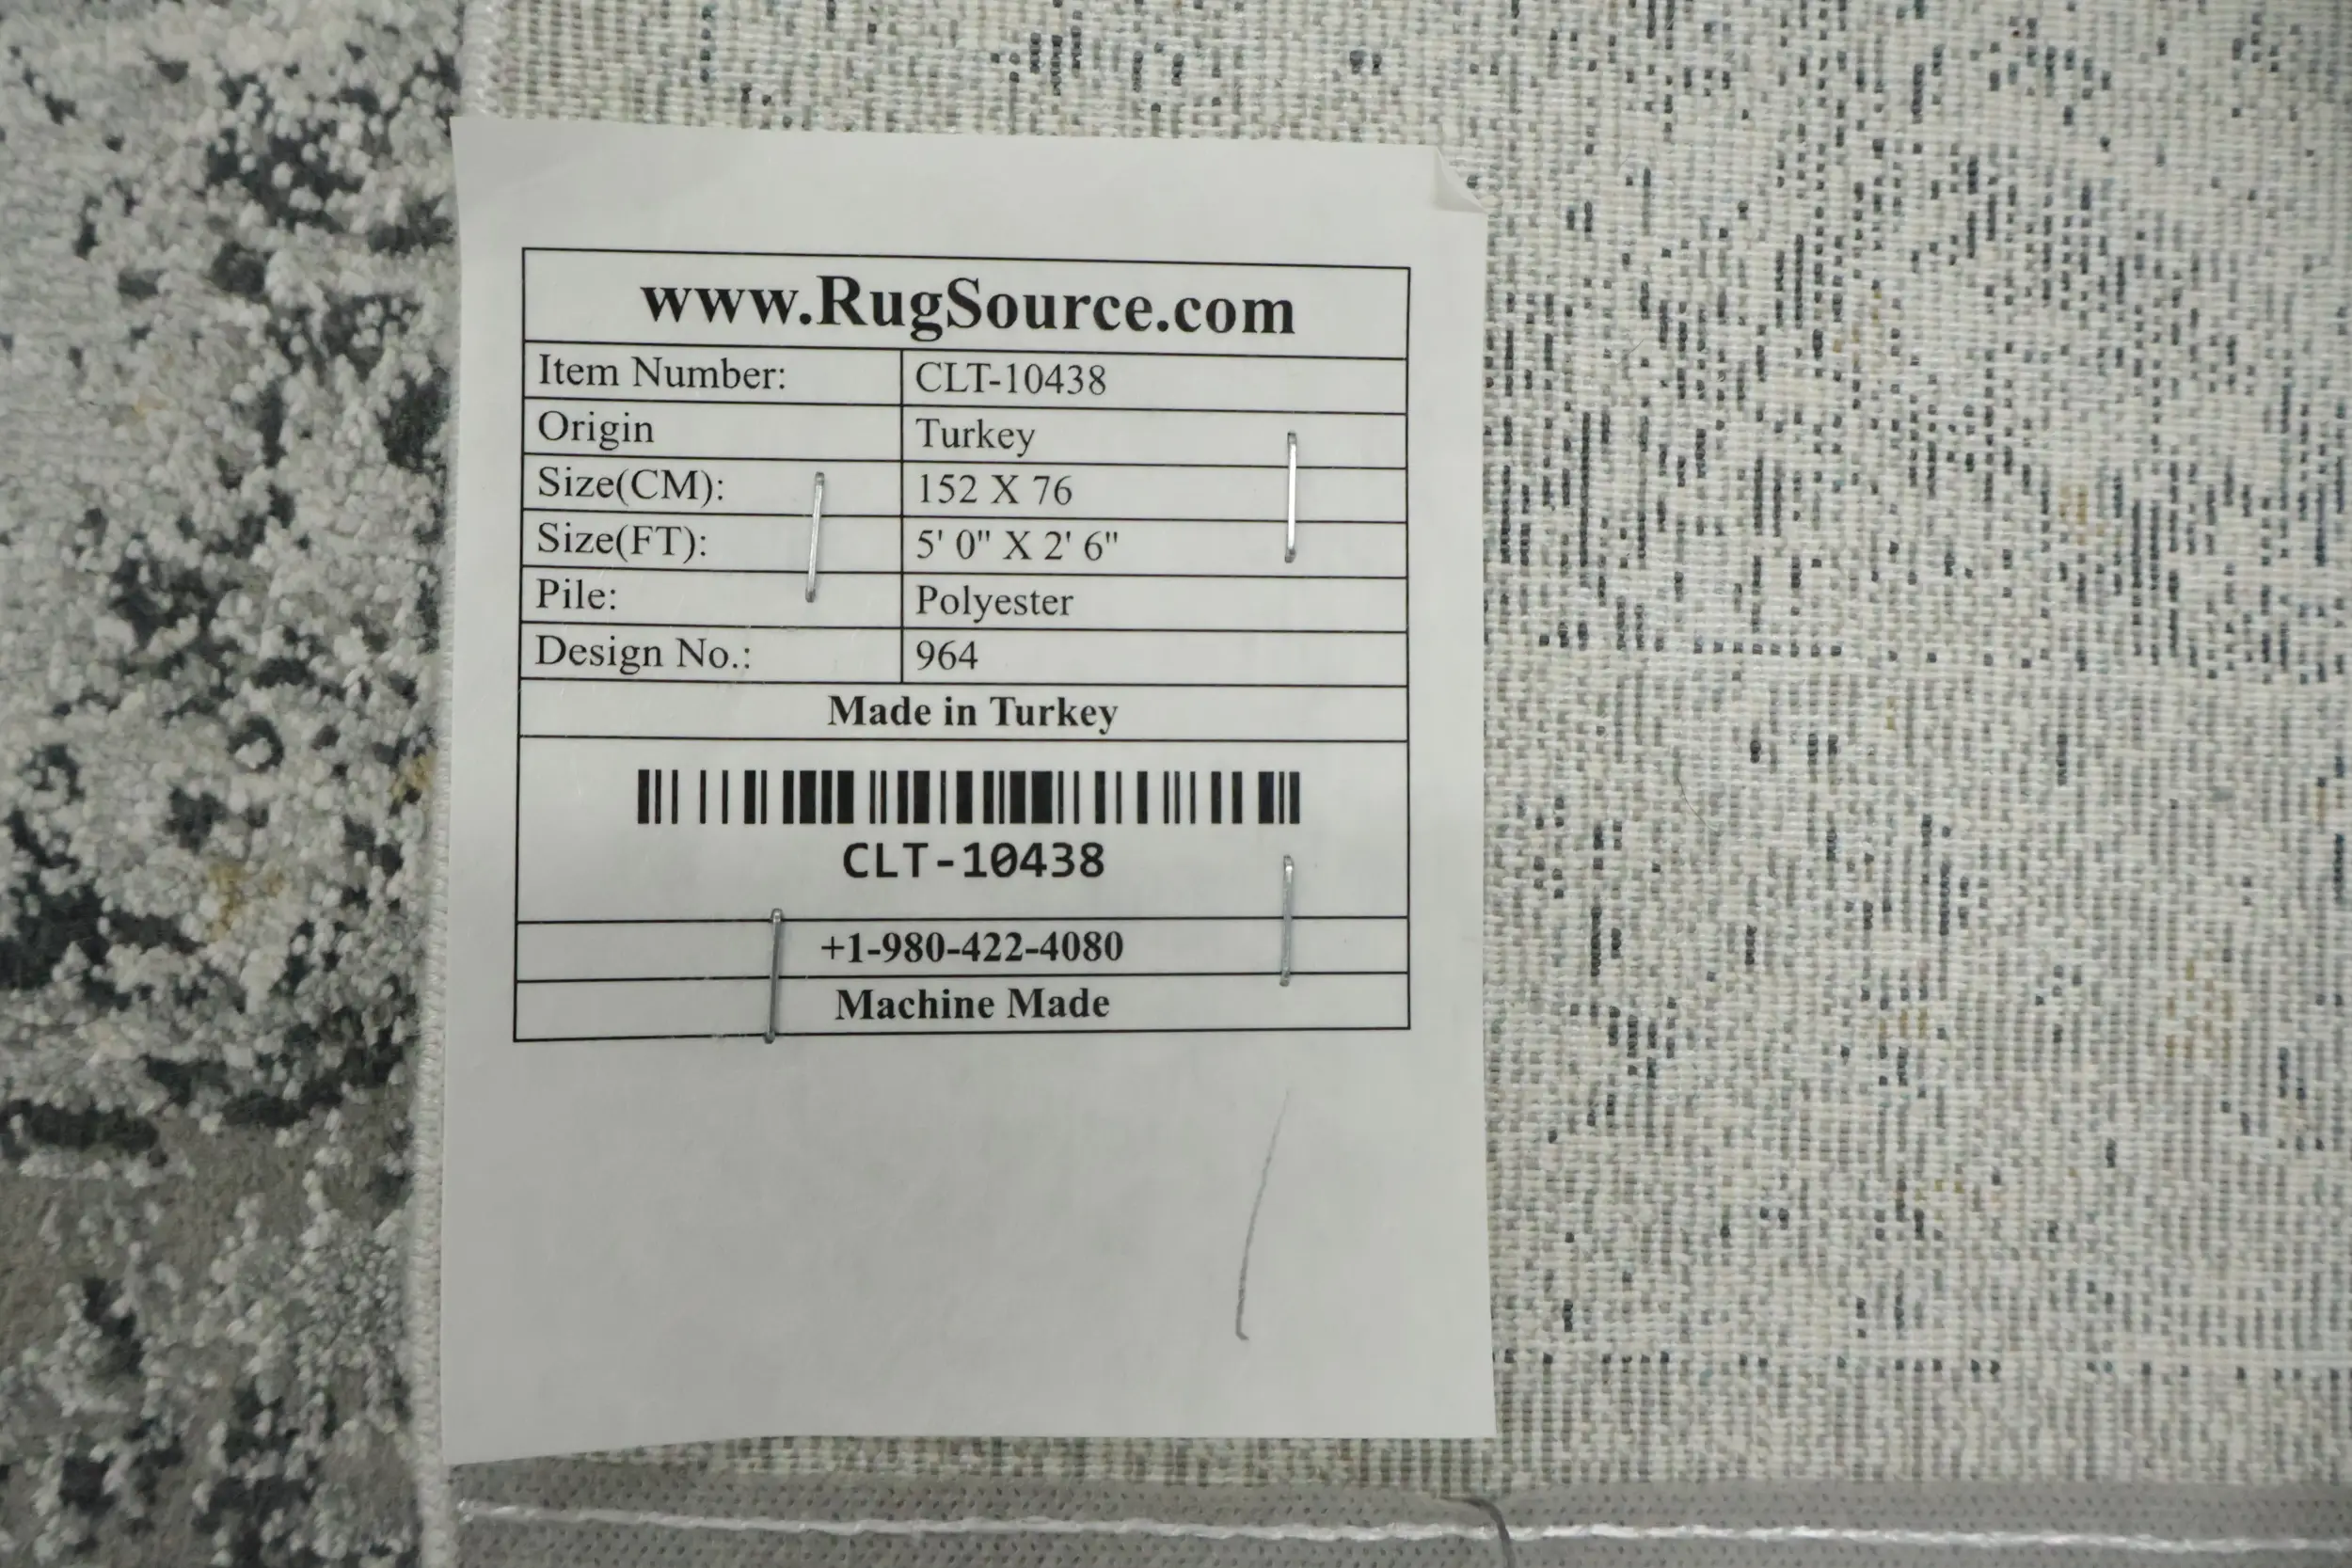 www.RugSource.com
Item Number: CLT-10438
Origin Turkey
Size(CM): 152 X 76
Size(FT): 5' 0" X 2' 6"
Pile: Polyester
Design No.: 964
Made in Turkey
CLT-10438
+1-980-422-4080
Machine Made